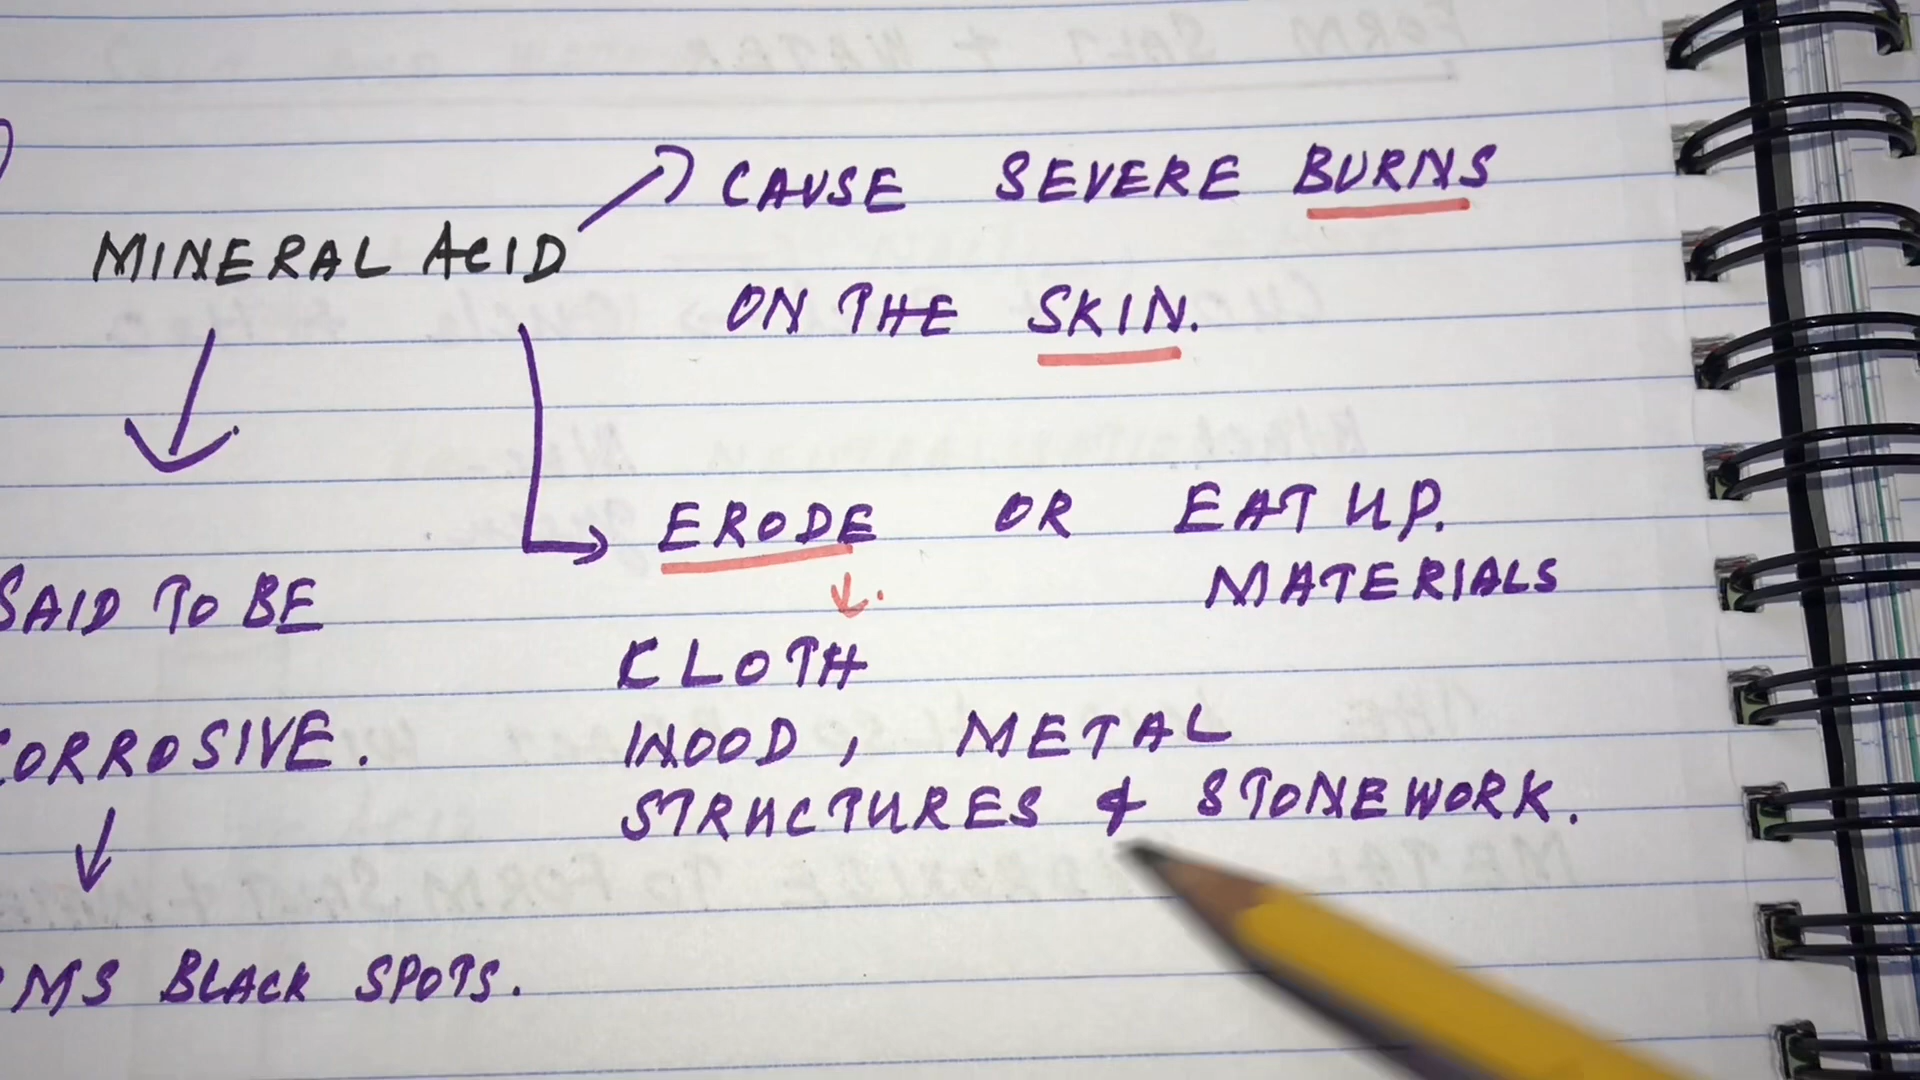 CAUSE SEVERE BURNS
MINERAL ACID
ON THE SKIN.
ERODE OR EAT UP.
MATERIALS
SAID TO BE
CLOTH
CORROSIVE.
WOOD, METAL
STRUCTURES & STONEWORK.
BLACK SPOTS.